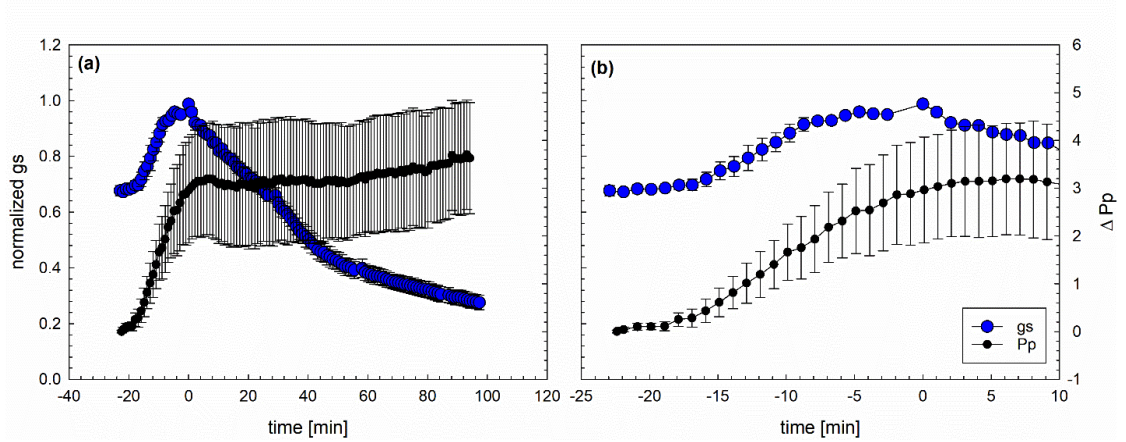 (a)
1.2
1.0
0.8
0.6
0.4
0.2
0.0
normalized gs
-40 -20 0 20 40 60 80 100 120
time [min]
(b)
6
5
4
3
2
1
0
-1
Δ Pp
gs
Pp
-25 -20 -15 -10 -5 0 5 10
time [min]